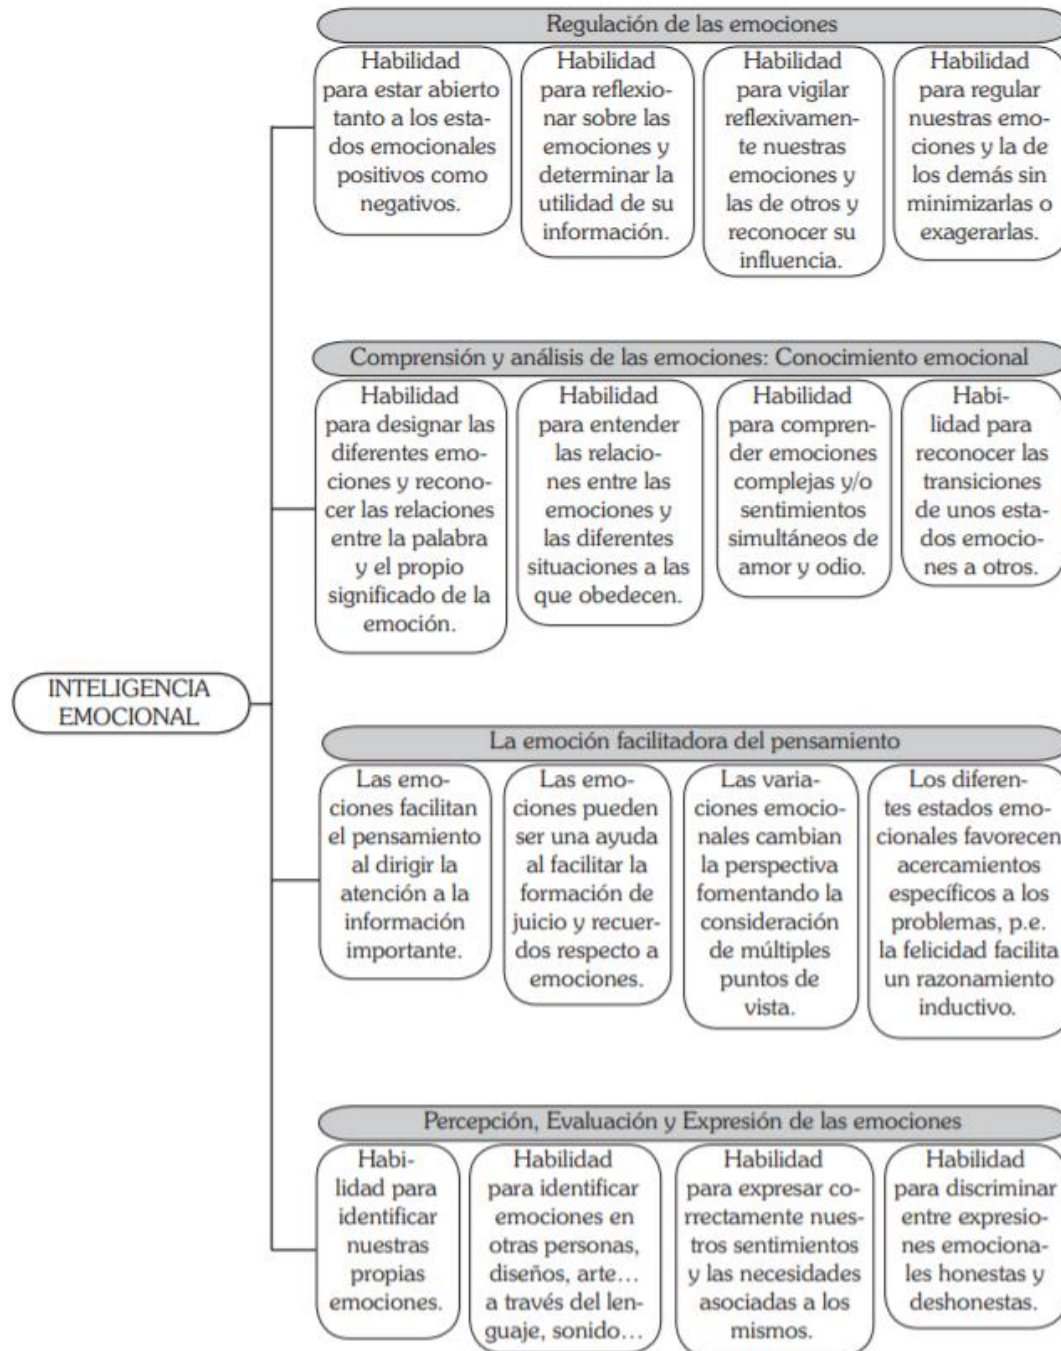 Regulación de las emociones
Habilidad
para estar abierto
tanto a los esta-
dos emocionales
positivos como
negativos.
Habilidad
para reflexio-
nar sobre las
emociones y
determinar la
utilidad de su
información.
Habilidad
para vigilar
reflexivamen-
te nuestras
emociones y
las de otros y
reconocer su
influencia.
Habilidad
para regular
nuestras emo-
ciones y la de
los demás sin
minimizarlas o
exagerarlas.
Comprensión y análisis de las emociones: Conocimiento emocional
Habilidad
para designar las
diferentes emo-
ciones y recono-
cer las relaciones
entre la palabra
y el propio
significado de la
emoción.
Habilidad
para entender
las relacio-
nes entre las
emociones y
las diferentes
situaciones a las
que obedecen.
Habilidad
para compren-
der emociones
complejas y/o
sentimientos
simultáneos de
amor y odio.
Habi-
lidad para
reconocer las
transiciones
de unos esta-
dos emocio-
nes a otros.
INTELIGENCIA
EMOCIONAL
La emoción facilitadora del pensamiento
Las emo-
ciones facilitan
el pensamiento
al dirigir la
atención a la
información
importante.
Las emo-
ciones pueden
ser una ayuda
al facilitar la
formación de
juicio y recuer-
dos respecto a
emociones.
Las varia-
ciones emocio-
nales cambian
la perspectiva
fomentando la
consideración
de múltiples
puntos de
vista.
Los diferen-
tes estados emo-
cionales favorecen
acercamientos
específicos a los
problemas, p.e.
la felicidad facilita
un razonamiento
inductivo.
Percepción, Evaluación y Expresión de las emociones
Habi-
lidad para
identificar
nuestras
propias
emociones.
Habilidad
para identificar
emociones en
otras personas,
diseños, arte…
a través del len-
guaje, sonido…
Habilidad
para expresar co-
rrectamente nues-
tros sentimientos
y las necesidades
asociadas a los
mismos.
Habilidad
para discriminar
entre expresio-
nes emociona-
les honestas y
deshonestas.